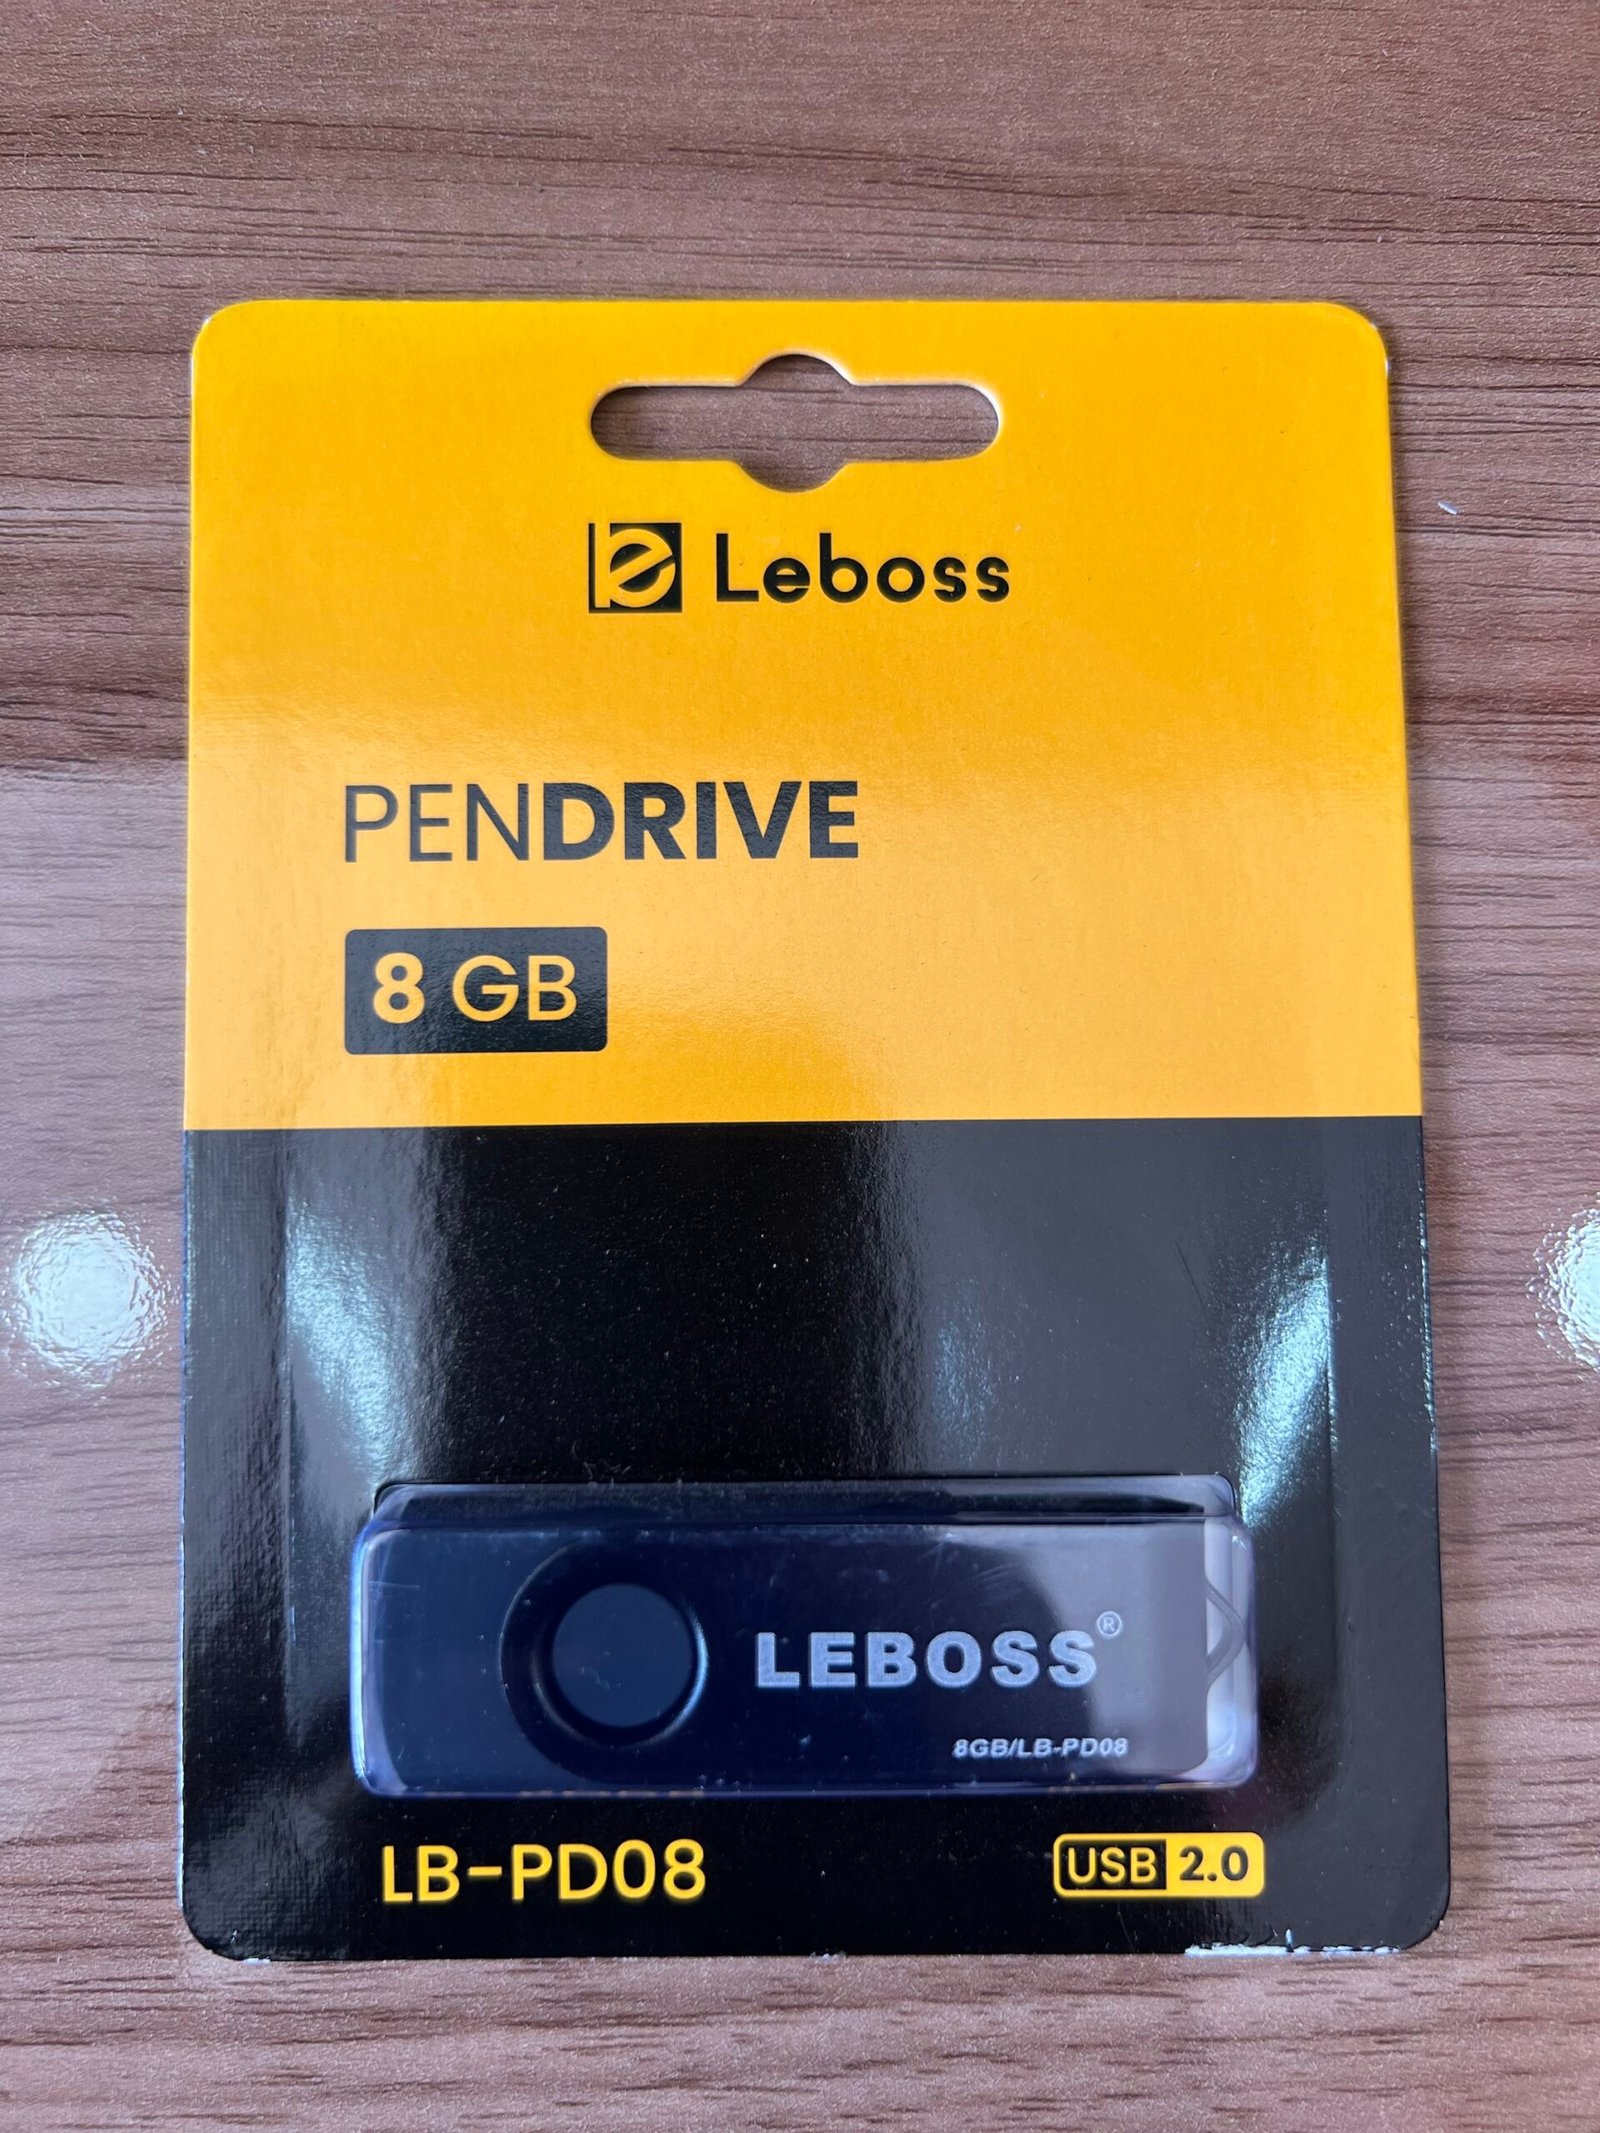 Leboss
PENDRIVE
8 GB
LEBOSS®
8GB/LB-PD08
LB-PD08
USB 2.0